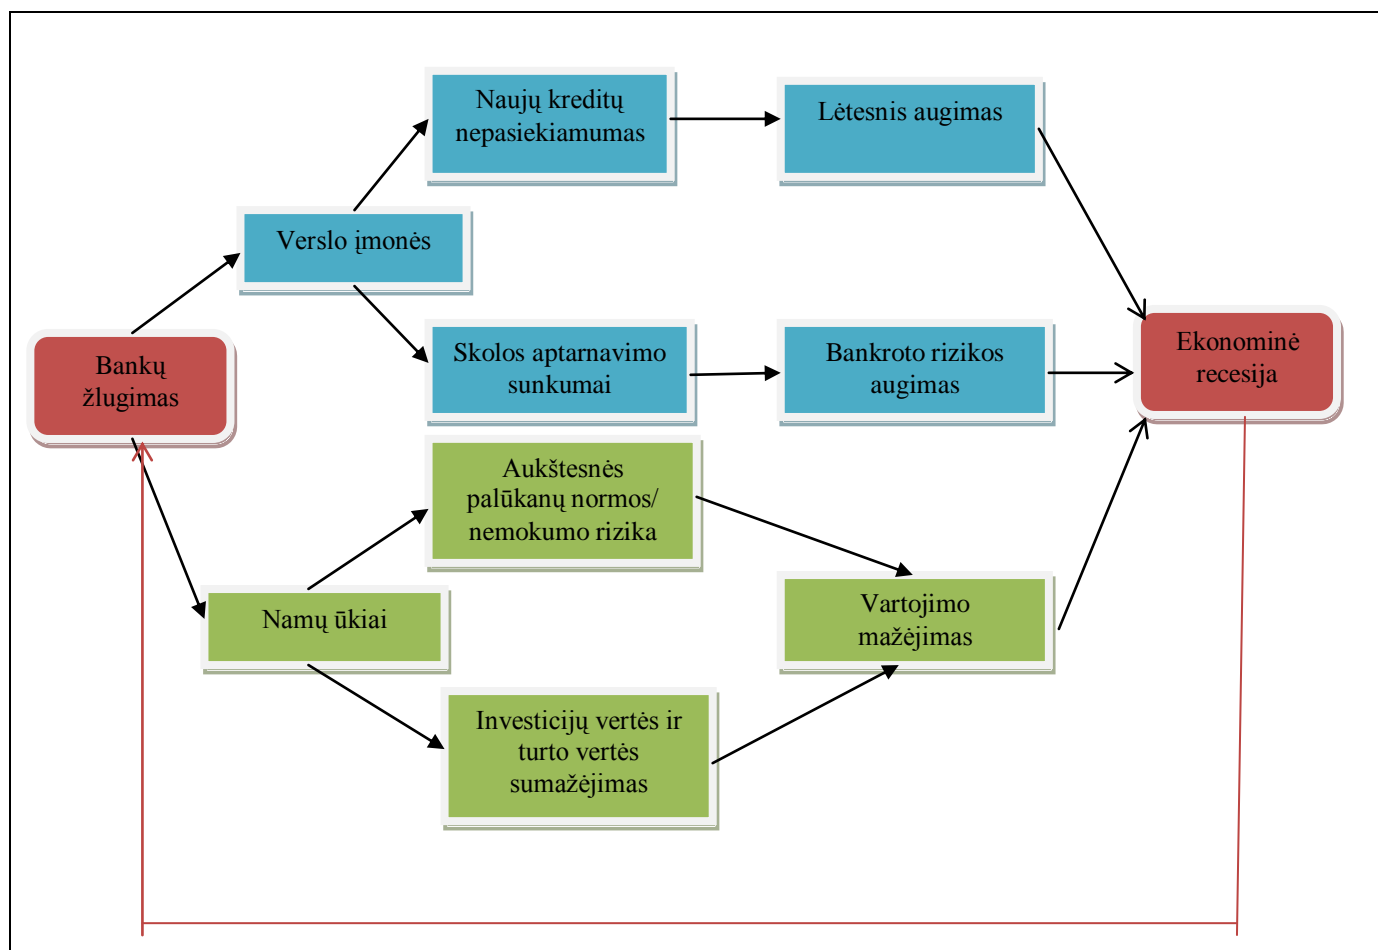 Naujų kreditų
nepasiekiamumas
Lėtesnis augimas
Verslo įmonės
Bankų
žlugimas
Skolos aptarnavimo
sunkumai
Bankroto rizikos
augimas
Ekonominė
recesija
Aukštesnės
palūkanų normos/
nemokumo rizika
Namų ūkiai
Vartojimo
mažėjimas
Investicijų vertės ir
turto vertės
sumažėjimas